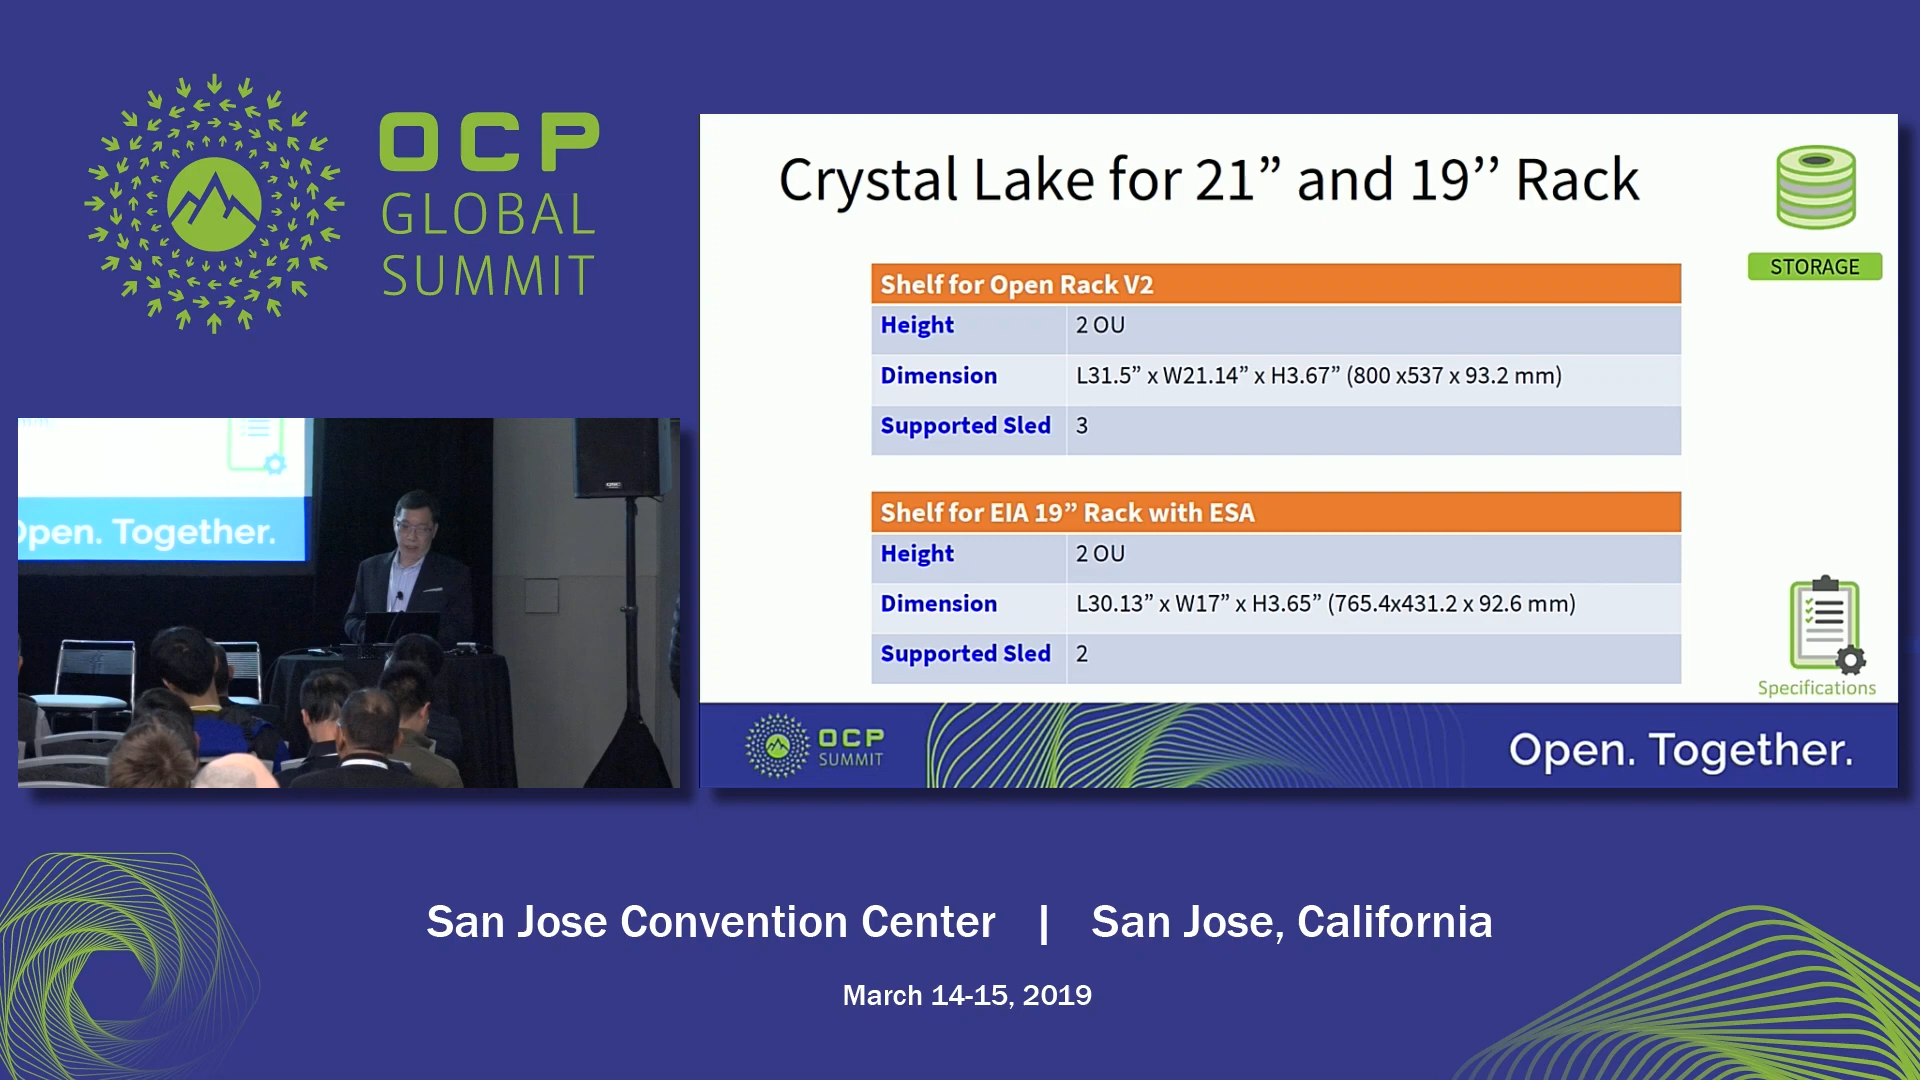 OCP
GLOBAL
SUMMIT
Crystal Lake for 21” and 19’’ Rack
STORAGE
Shelf for Open Rack V2
Height 2 OU
Dimension L31.5” x W21.14” x H3.67” (800 x537 x 93.2 mm)
Supported Sled 3
Shelf for EIA 19” Rack with ESA
Height 2 OU
Dimension L30.13” x W17” x H3.65” (765.4x431.2 x 92.6 mm)
Supported Sled 2
Specifications
OCP
SUMMIT
Open. Together.
Open. Together.
San Jose Convention Center | San Jose, California
March 14-15, 2019